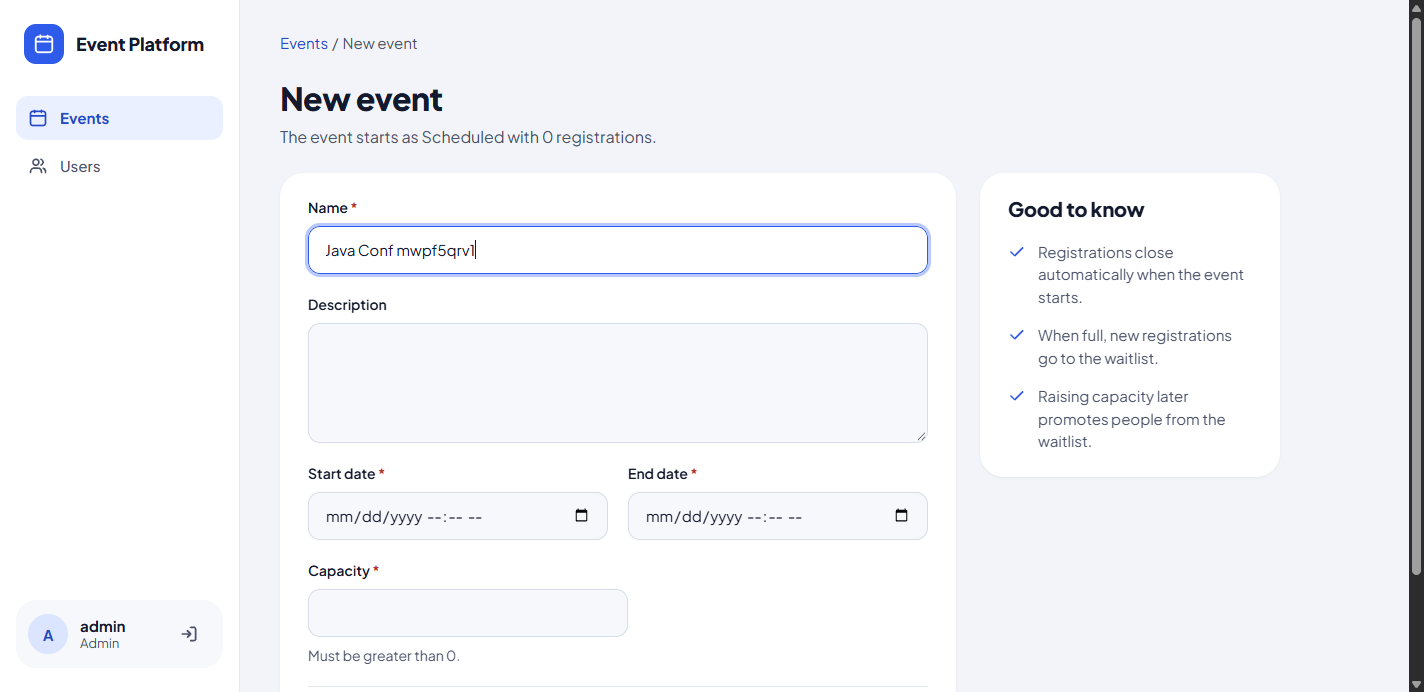 Event Platform
Events
Users
admin
Admin
A
Events / New event
New event
The event starts as Scheduled with 0 registrations.
Name *
Java Conf mwpf5qrv1
Description
Start date *
End date *
mm/dd/yyyy --:-- --
mm/dd/yyyy --:-- --
Capacity *
Must be greater than 0.
Good to know
Registrations close
automatically when the event
starts.
When full, new registrations
go to the waitlist.
Raising capacity later
promotes people from the
waitlist.